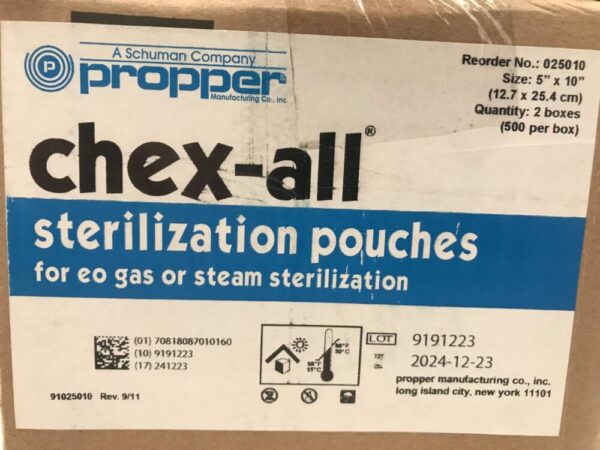 A Schuman Company
propper
Manufacturing Co., Inc
Reorder No.: 025010
Size: 5" x 10"
(12.7 x 25.4 cm)
Quantity: 2 boxes
(500 per box)
chex-all®
sterilization pouches
for eo gas or steam sterilization
(01) 70818087010160
(10) 9191223
(17) 241223
LOT 9191223
2024-12-23
propper manufacturing co., inc.
long island city, new york 11101
91025010 Rev. 9/11